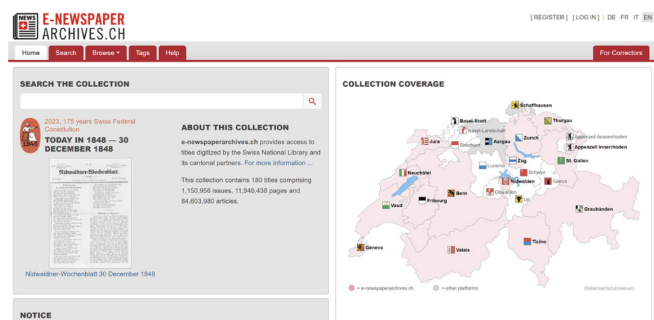 NEWS
E-NEWSPAPER
ARCHIVES.CH
[ REGISTER ] [ LOG IN ] | DE FR IT EN
Home Search Browse Tags Help For Correctors
SEARCH THE COLLECTION
2023, 175 years Swiss Federal
Constitution
1848
TODAY IN 1848 — 30
DECEMBER 1848
Nidwaldner-Wochenblatt.
Nidwaldner-Wochenblatt 30 December 1848
ABOUT THIS COLLECTION
e-newspaperarchives.ch provides access to
titles digitized by the Swiss National Library and
its cantonal partners. For more information ...
This collection contains 180 titles comprising
1,150,956 issues, 11,940,438 pages and
84,603,980 articles.
NOTICE
COLLECTION COVERAGE
Schaffhausen
Basel-Stadt
Thurgau
Basel-Landschaft
Jura
Solothurn
Aargau
Zurich
Appenzell Ausserrhoden
Appenzell Innerrhoden
Zug
St. Gallen
Lucerne
Schwyz
Neuchâtel
Nidwalden
Glarus
Bern
Obwalden
Uri
Vaud
Fribourg
Graubünden
Geneva
Valais
Ticino
= e-newspaperarchives.ch = other platforms